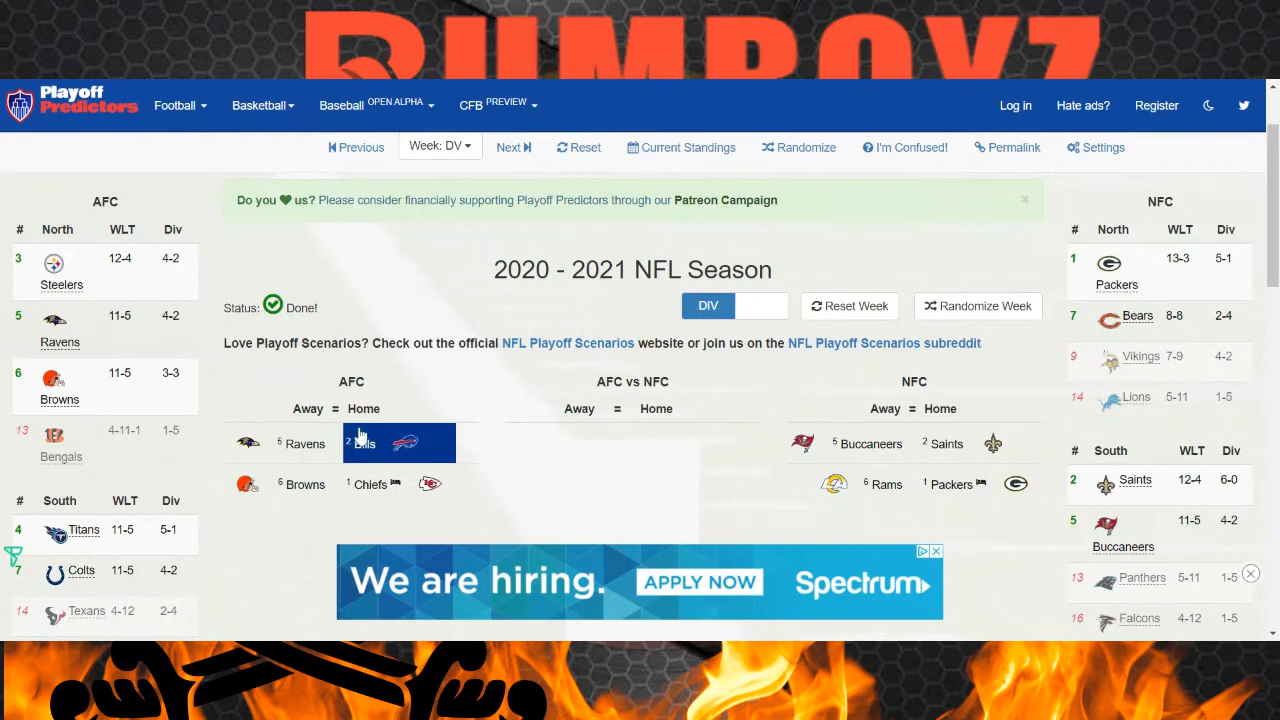 RUMBOYZ
Playoff
Predictors
Football
Basketball
Baseball OPEN ALPHA
CFB PREVIEW
Log in
Hate ads?
Register
Previous
Week: DV
Next
Reset
Current Standings
Randomize
I'm Confused!
Permalink
Settings
Do you us? Please consider financially supporting Playoff Predictors through our Patreon Campaign
×
AFC
# North WLT Div
3 Steelers 12-4 4-2
5 Ravens 11-5 4-2
6 Browns 11-5 3-3
13 Bengals 4-11-1 1-5
# South WLT Div
4 Titans 11-5 5-1
7 Colts 11-5 4-2
14 Texans 4-12 2-4
2020 - 2021 NFL Season
Status: Done!
DIV
Reset Week
Randomize Week
Love Playoff Scenarios? Check out the official NFL Playoff Scenarios website or join us on the NFL Playoff Scenarios subreddit
AFC
Away = Home
5 Ravens 2 Bills
6 Browns 1 Chiefs
AFC vs NFC
Away = Home
NFC
Away = Home
5 Buccaneers 2 Saints
6 Rams 1 Packers
We are hiring. APPLY NOW Spectrum
NFC
# North WLT Div
1 Packers 13-3 5-1
7 Bears 8-8 2-4
9 Vikings 7-9 4-2
14 Lions 5-11 1-5
# South WLT Div
2 Saints 12-4 6-0
5 Buccaneers 11-5 4-2
13 Panthers 5-11 1-5
16 Falcons 4-12 1-5